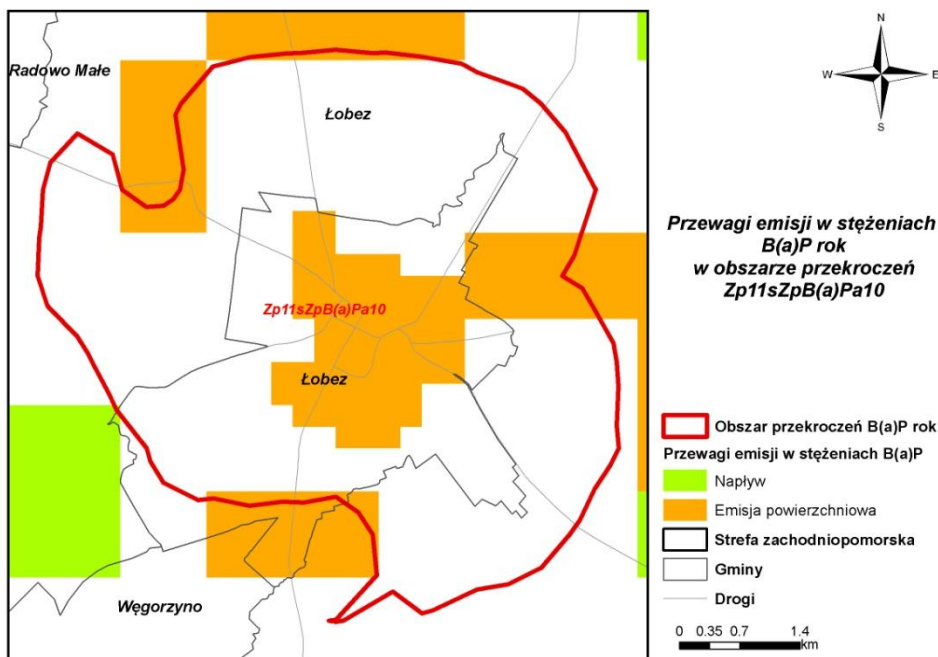 Radowo Małe
Łobez
Zp11sZpB(a)Pa10
Łobez
Węgorzyno
N
W
E
S
Przewagi emisji w stężeniach
B(a)P rok
w obszarze przekroczeń
Zp11sZpB(a)Pa10
Obszar przekroczeń B(a)P rok
Przewagi emisji w stężeniach B(a)P
Napływ
Emisja powierzchniowa
Strefa zachodniopomorska
Gminy
Drogi
0 0.35 0.7 1.4
km